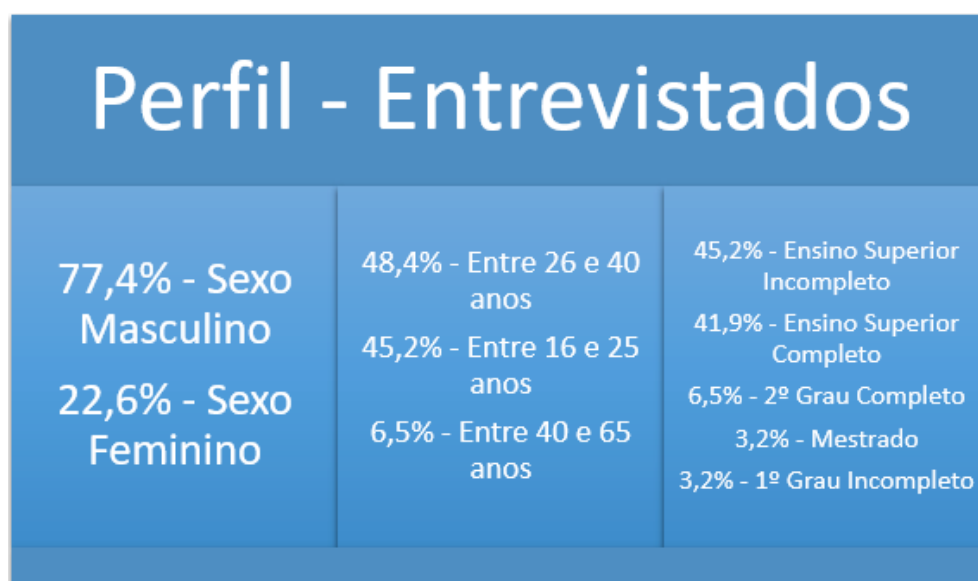 Perfil - Entrevistados
77,4% - Sexo
Masculino
22,6% - Sexo
Feminino
48,4% - Entre 26 e 40
anos
45,2% - Entre 16 e 25
anos
6,5% - Entre 40 e 65
anos
45,2% - Ensino Superior
Incompleto
41,9% - Ensino Superior
Completo
6,5% - 2º Grau Completo
3,2% - Mestrado
3,2% - 1º Grau Incompleto